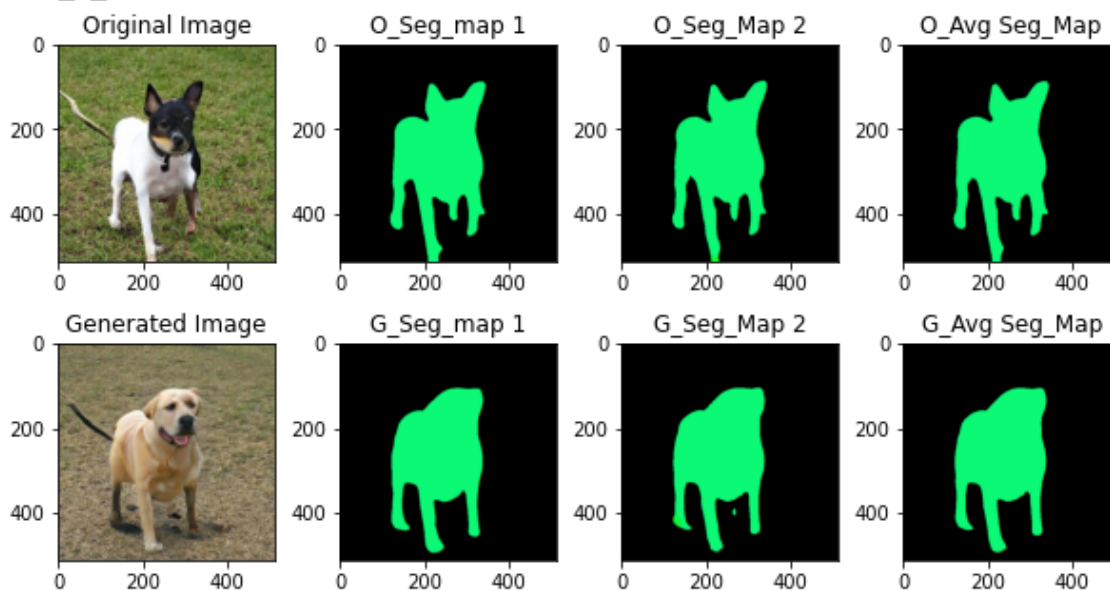 Original Image O_Seg_map 1 O_Seg_Map 2 O_Avg Seg_Map
0 0 0 0
200 200 200 200
400 400 400 400
0 200 400 0 200 400 0 200 400 0 200 400
Generated Image G_Seg_map 1 G_Seg_Map 2 G_Avg Seg_Map
0 0 0 0
200 200 200 200
400 400 400 400
0 200 400 0 200 400 0 200 400 0 200 400